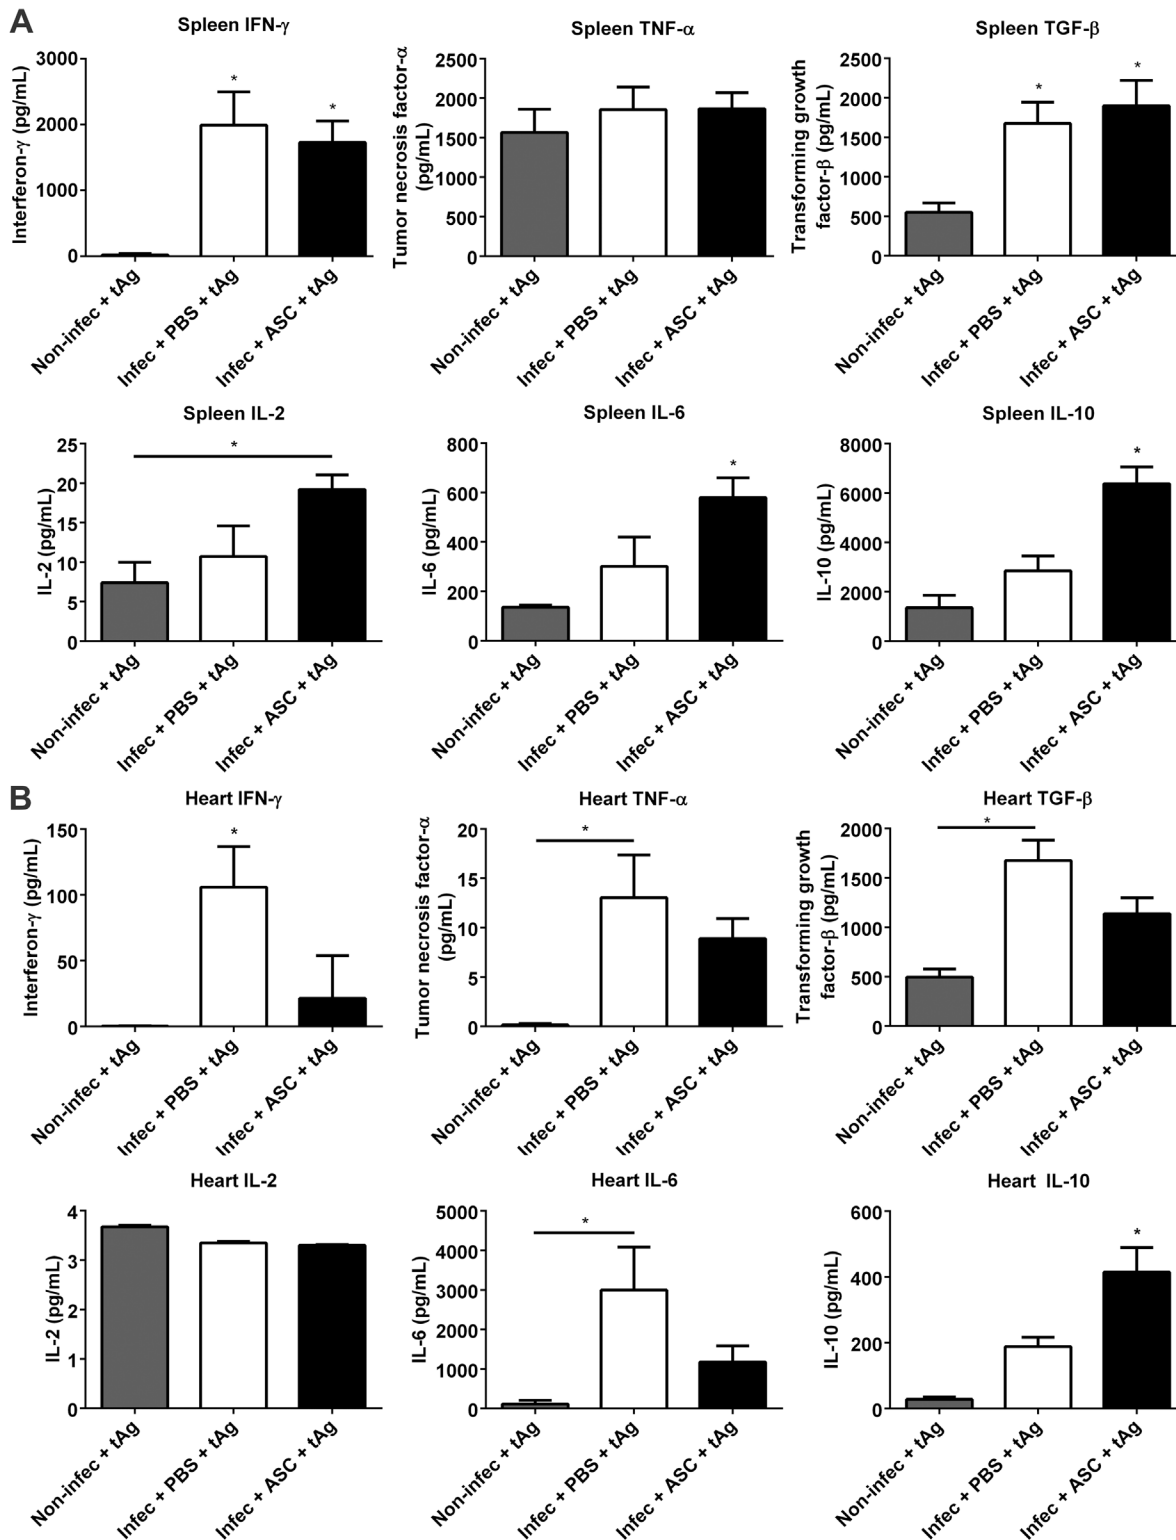 A
Spleen IFN-γ
Interferon-γ (pg/mL)
3000
2000
1000
0
*
*
Non-infec + tAg
Infec + PBS + tAg
Infec + ASC + tAg
Spleen TNF-α
Tumor necrosis factor-α
(pg/mL)
2500
2000
1500
1000
500
0
Non-infec + tAg
Infec + PBS + tAg
Infec + ASC + tAg
Spleen TGF-β
Transforming growth
factor-β (pg/mL)
2500
2000
1500
1000
500
0
*
*
Non-infec + tAg
Infec + PBS + tAg
Infec + ASC + tAg
Spleen IL-2
IL-2 (pg/mL)
25
20
15
10
5
0
*
Non-infec + tAg
Infec + PBS + tAg
Infec + ASC + tAg
Spleen IL-6
IL-6 (pg/mL)
800
600
400
200
0
*
Non-infec + tAg
Infec + PBS + tAg
Infec + ASC + tAg
Spleen IL-10
IL-10 (pg/mL)
8000
6000
4000
2000
0
*
Non-infec + tAg
Infec + PBS + tAg
Infec + ASC + tAg
B
Heart IFN-γ
Interferon-γ (pg/mL)
150
100
50
0
*
Non-infec + tAg
Infec + PBS + tAg
Infec + ASC + tAg
Heart TNF-α
Tumor necrosis factor-α
(pg/mL)
20
15
10
5
0
*
Non-infec + tAg
Infec + PBS + tAg
Infec + ASC + tAg
Heart TGF-β
Transforming growth
factor-β (pg/mL)
2000
1500
1000
500
0
*
Non-infec + tAg
Infec + PBS + tAg
Infec + ASC + tAg
Heart IL-2
IL-2 (pg/mL)
4
3
2
1
0
Non-infec + tAg
Infec + PBS + tAg
Infec + ASC + tAg
Heart IL-6
IL-6 (pg/mL)
5000
4000
3000
2000
1000
0
*
Non-infec + tAg
Infec + PBS + tAg
Infec + ASC + tAg
Heart IL-10
IL-10 (pg/mL)
600
400
200
0
*
Non-infec + tAg
Infec + PBS + tAg
Infec + ASC + tAg